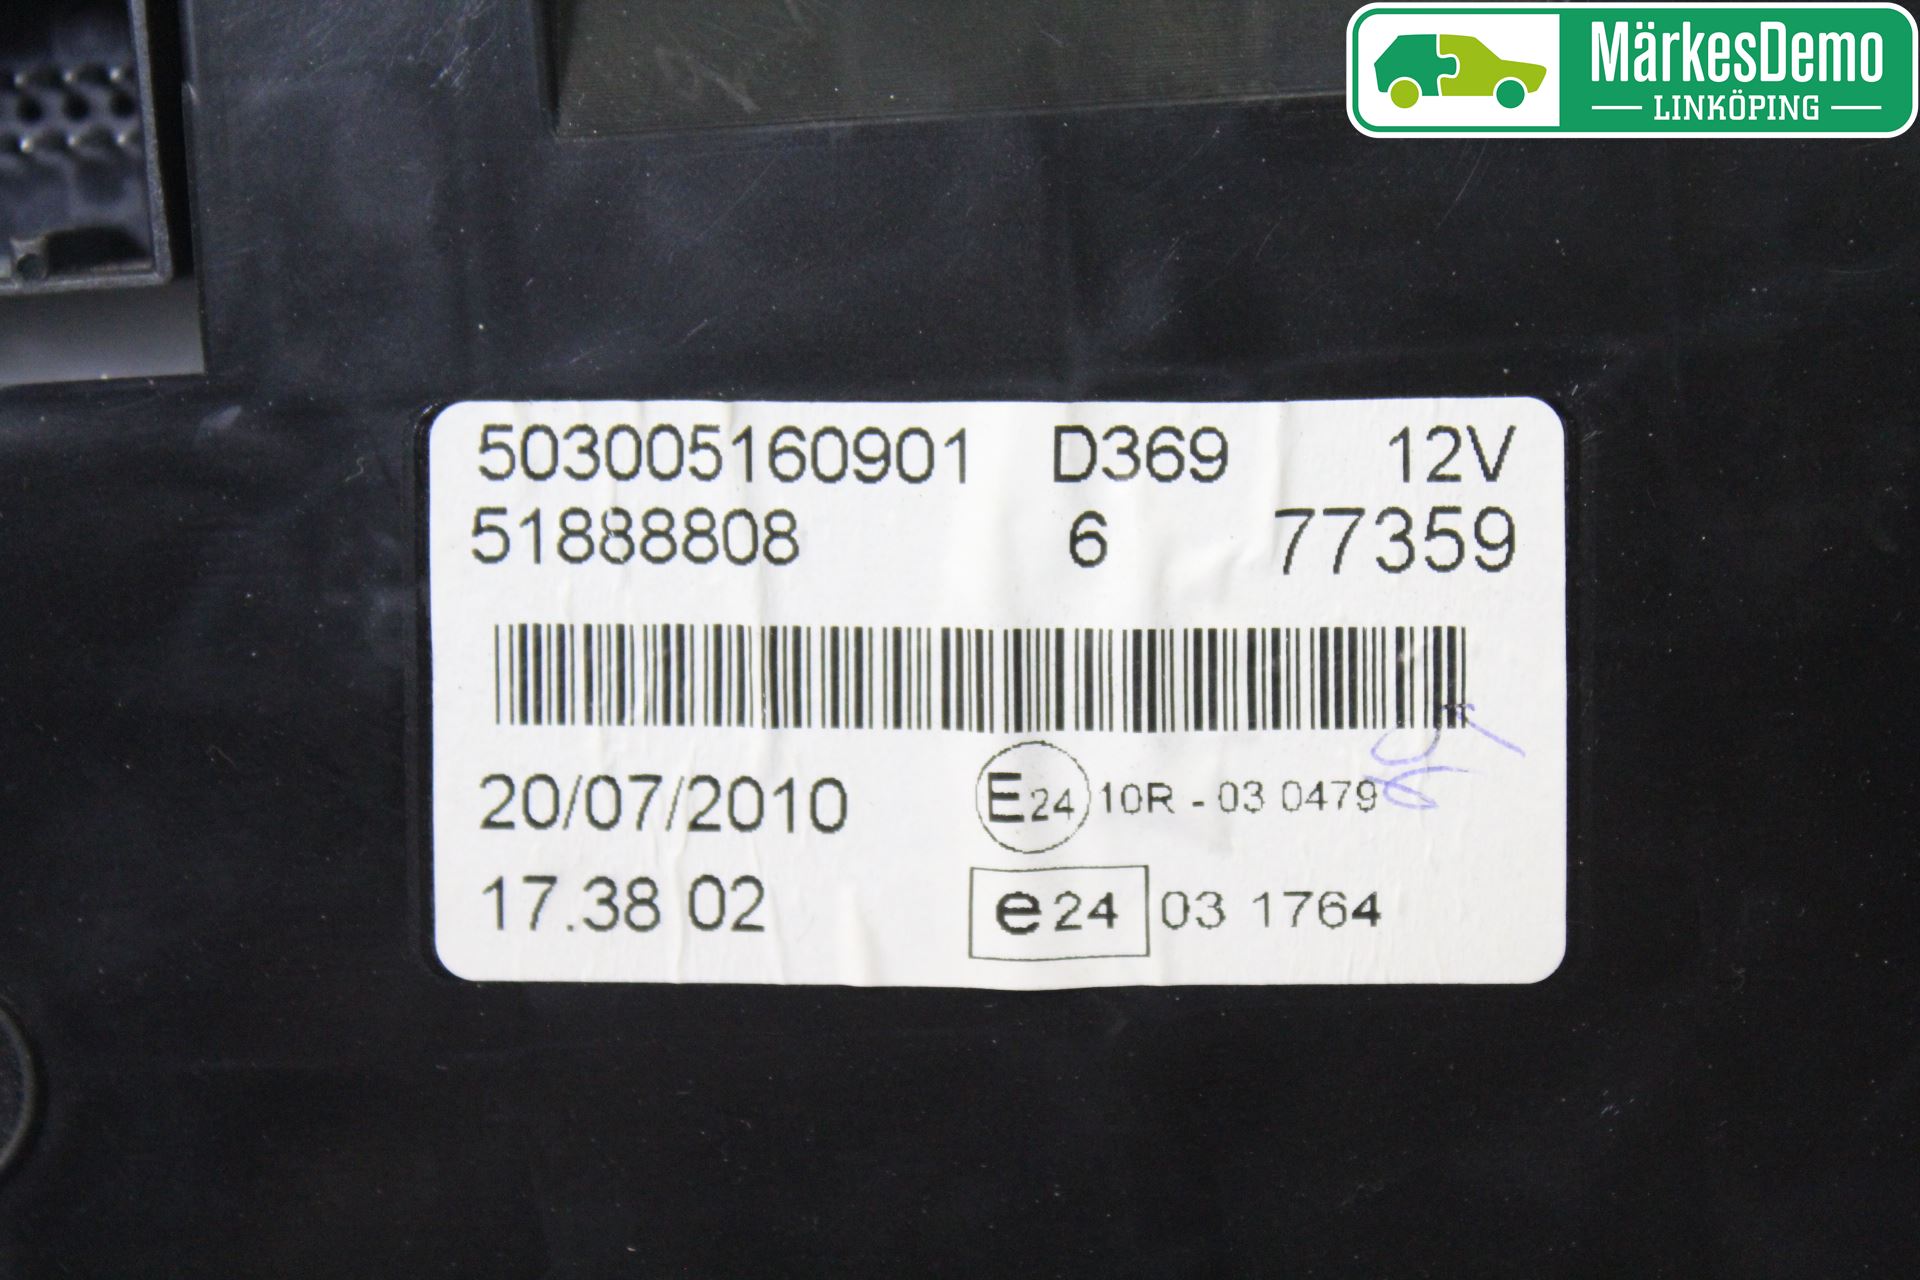 MärkesDemo
LINKÖPING
503005160901 D369 12V
51888808 6 77359
20/07/2010 E24 10R - 03 0479
17.38 02 e24 03 1764